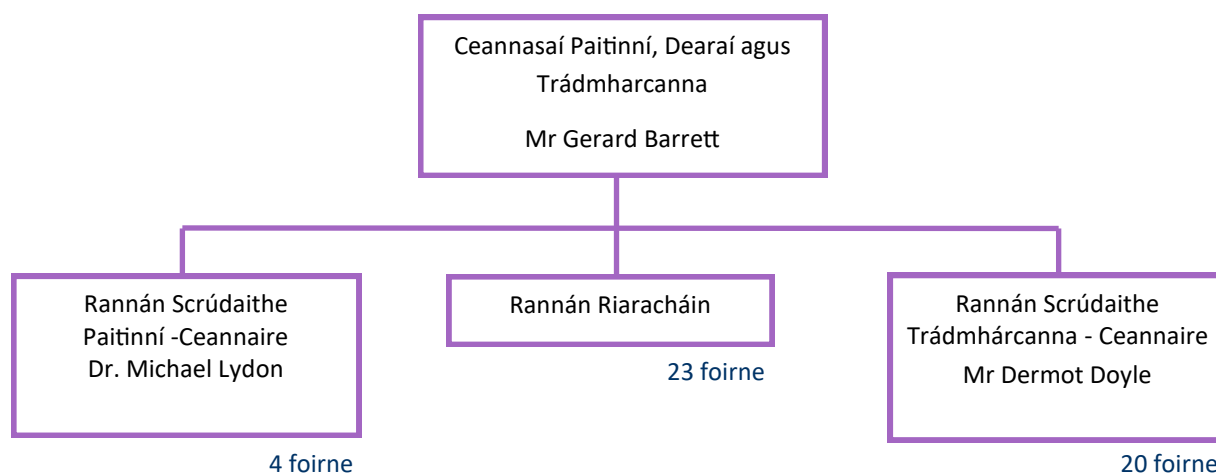 Ceannasaí Paitinní, Dearaí agus
Trádmharcanna
Mr Gerard Barrett
Rannán Scrúdaithe
Paitinní -Ceannaire
Dr. Michael Lydon
4 foirne
Rannán Riaracháin
23 foirne
Rannán Scrúdaithe
Trádmhárcanna - Ceannaire
Mr Dermot Doyle
20 foirne